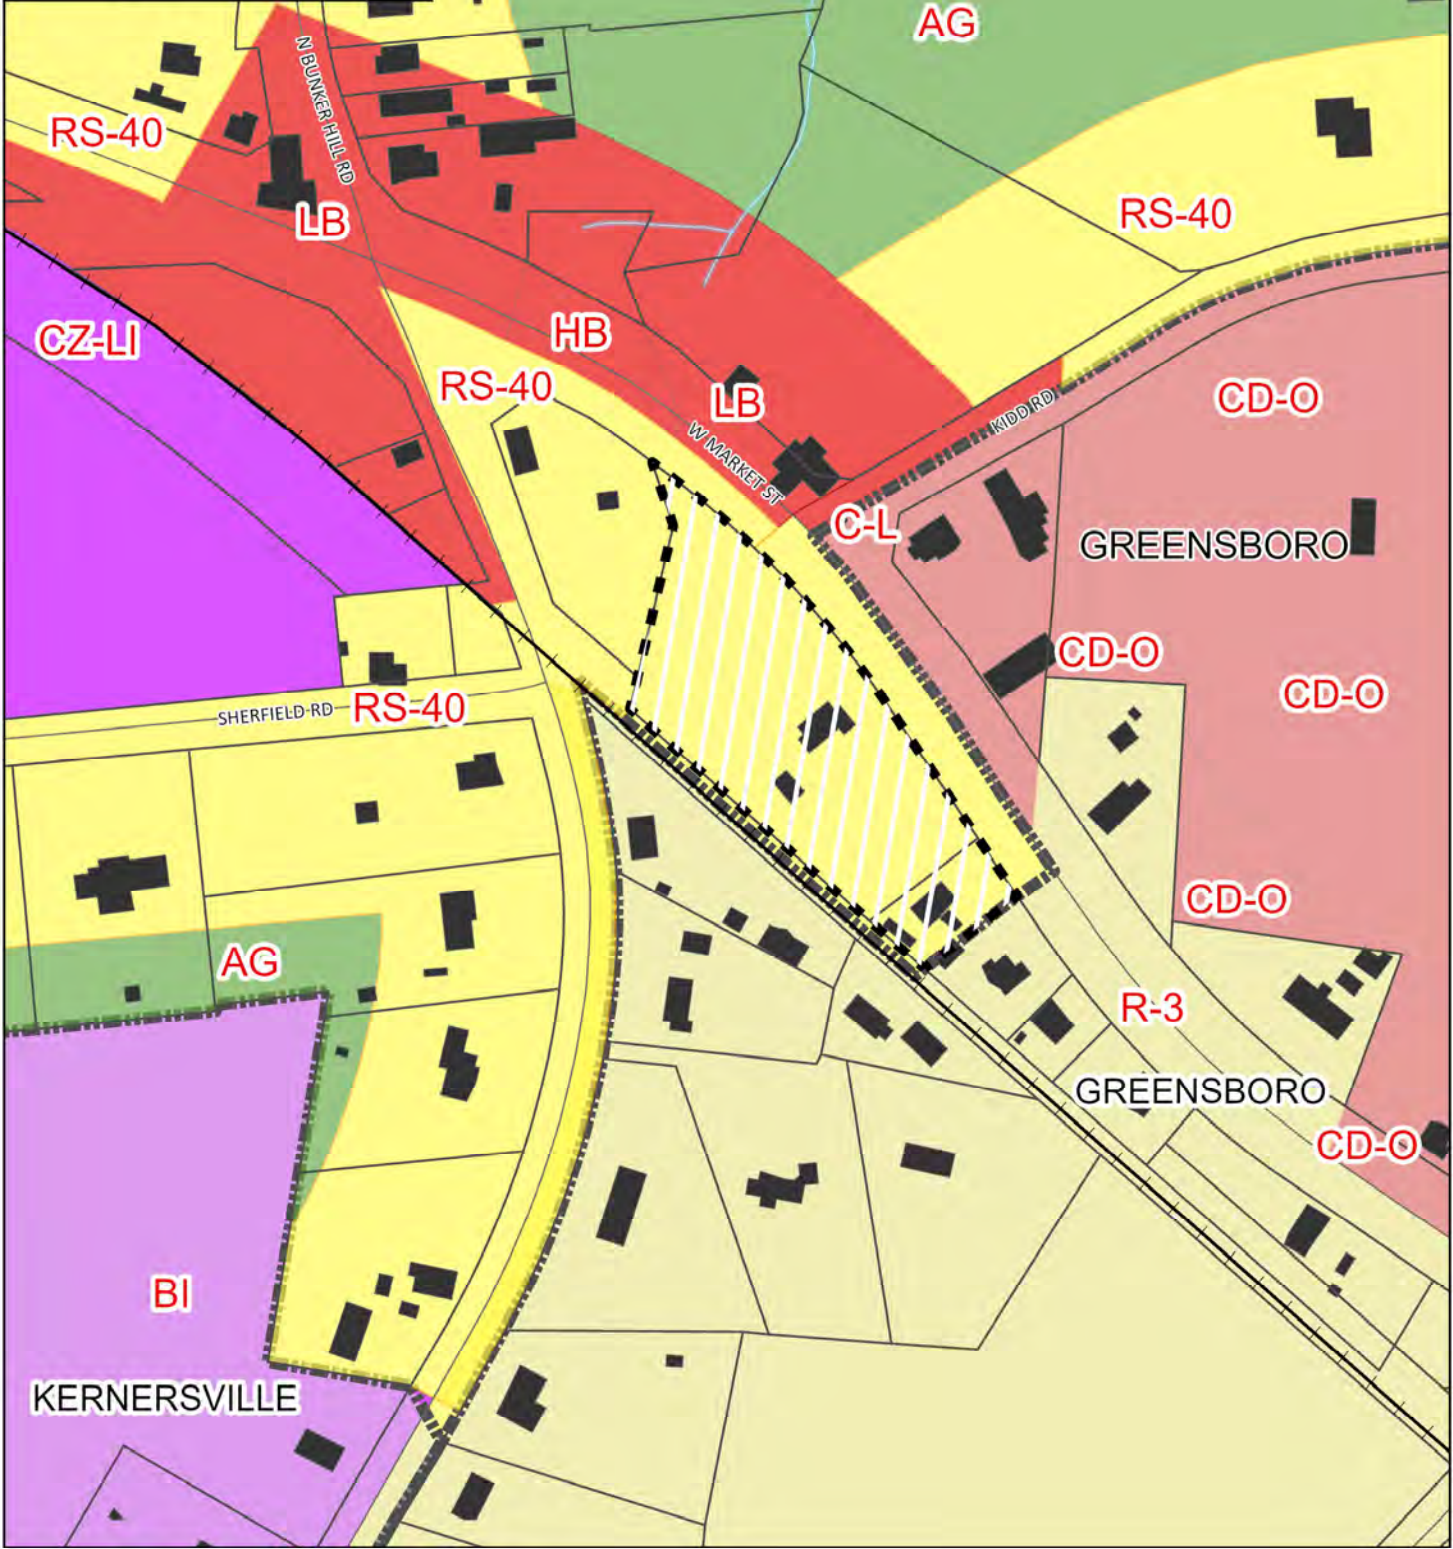 AG
N BUNKER HILL RD
RS-40
RS-40
LB
HB
CZ-LI
RS-40
LB
CD-O
KIDD RD
W MARKET ST
C-L
GREENSBORO
CD-O
CD-O
SHERFIELD RD
RS-40
CD-O
AG
R-3
GREENSBORO
CD-O
BI
KERNERSVILLE